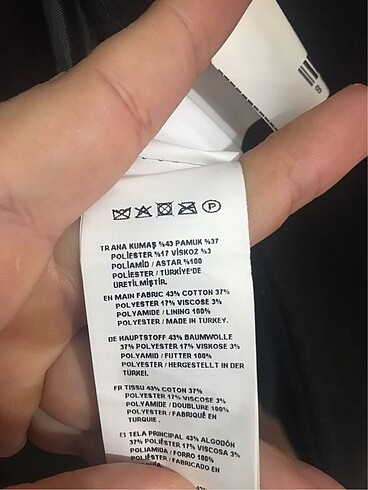 P
TR ANA KUMAŞ %43 PAMUK %37
POLİESTER %17 VİSKOZ %3
POLİAMİD / ASTAR %100
POLİESTER / TÜRKİYE'DE
ÜRETİLMİŞTİR.
EN MAIN FABRIC 43% COTTON 37%
POLYESTER 17% VISCOSE 3%
POLYAMIDE / LINING 100%
POLYESTER / MADE IN TURKEY.
DE HAUPTSTOFF 43% BAUMWOLLE
37% POLYESTER 17% VISKOSE 3%
POLYAMID / FUTTER 100%
POLYESTER / HERGESTELLT IN DER
TÜRKEI.
FR TISSU 43% COTON 37%
POLYESTER 17% VISCOSE 3%
POLYAMIDE / DOUBLURE 100%
POLYESTER / FABRIQUÉ EN
TURQUIE .
ES TELA PRINCIPAL 43% ALGODÓN
37% POLIÉSTER 17% VISCOSA 3%
POLIAMIDA / FORRO 100%
POLIÉSTER / FABRICADO EN